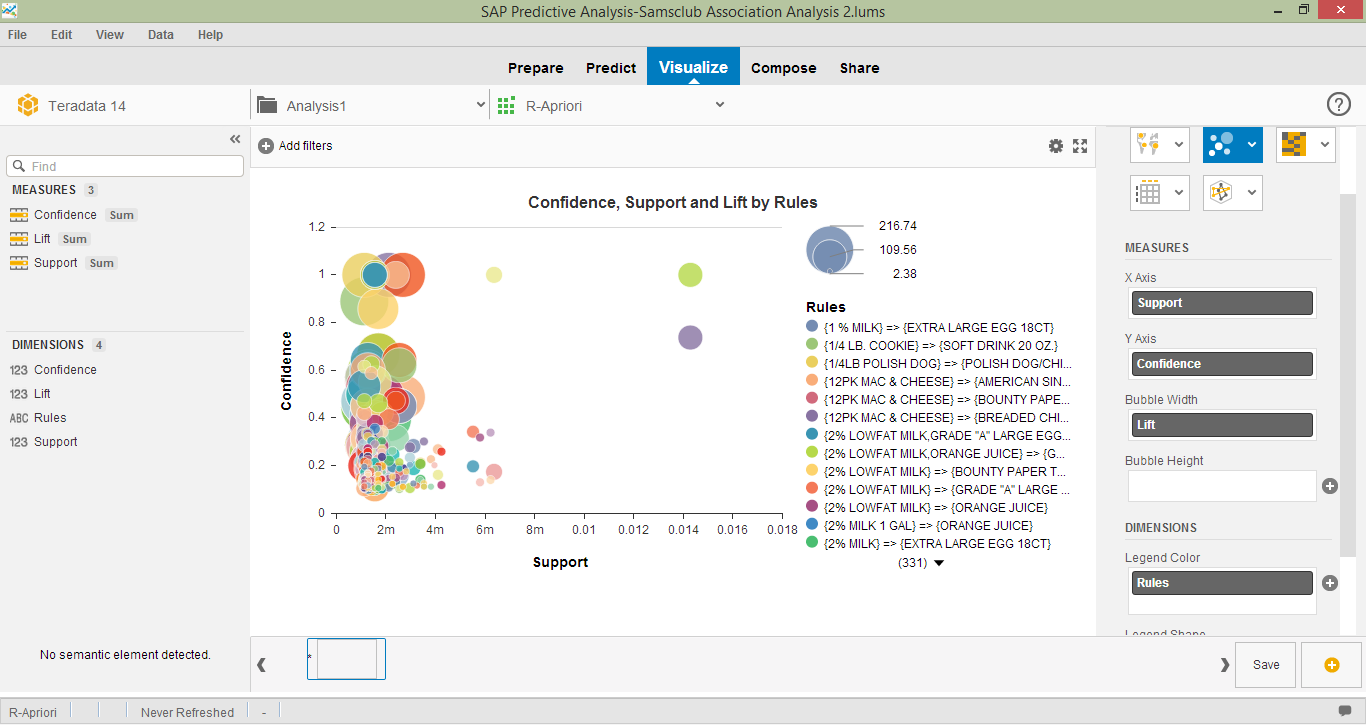 SAP Predictive Analysis-Samsclub Association Analysis 2.lums
File Edit View Data Help
Prepare Predict Visualize Compose Share
Teradata 14
Analysis1
R-Apriori
Find
MEASURES 3
Confidence Sum
Lift Sum
Support Sum
DIMENSIONS 4
123 Confidence
123 Lift
ABC Rules
123 Support
No semantic element detected.
Add filters
Confidence, Support and Lift by Rules
Confidence
1.2
1
0.8
0.6
0.4
0.2
0
0 2m 4m 6m 8m 0.01 0.012 0.014 0.016 0.018
Support
216.74
109.56
2.38
Rules
{1 % MILK} => {EXTRA LARGE EGG 18CT}
{1/4 LB. COOKIE} => {SOFT DRINK 20 OZ.}
{1/4LB POLISH DOG} => {POLISH DOG/CHI...
{12PK MAC & CHEESE} => {AMERICAN SIN...
{12PK MAC & CHEESE} => {BOUNTY PAPE...
{12PK MAC & CHEESE} => {BREADED CHI...
{2% LOWFAT MILK,GRADE "A" LARGE EGG...
{2% LOWFAT MILK,ORANGE JUICE} => {G...
{2% LOWFAT MILK} => {BOUNTY PAPER T...
{2% LOWFAT MILK} => {GRADE "A" LARGE ...
{2% LOWFAT MILK} => {ORANGE JUICE}
{2% MILK 1 GAL} => {ORANGE JUICE}
{2% MILK} => {EXTRA LARGE EGG 18CT}
(331)
MEASURES
X Axis
Support
Y Axis
Confidence
Bubble Width
Lift
Bubble Height
DIMENSIONS
Legend Color
Rules
Legend Shape
*
Save
R-Apriori
Never Refreshed
-